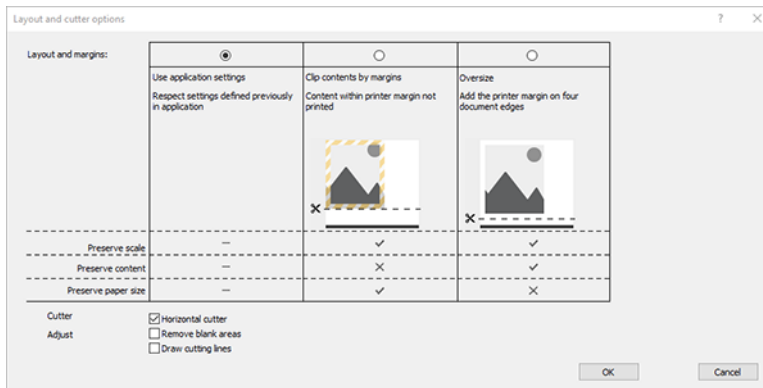 Layout and cutter options
?
Layout and margins:
Use application settings
Clip contents by margins
Oversize
Respect settings defined previously
in application
Content within printer margin not
printed
Add the printer margin on four
document edges
Preserve scale
Preserve content
Preserve paper size
Cutter
Horizontal cutter
Adjust
Remove blank areas
Draw cutting lines
OK
Cancel